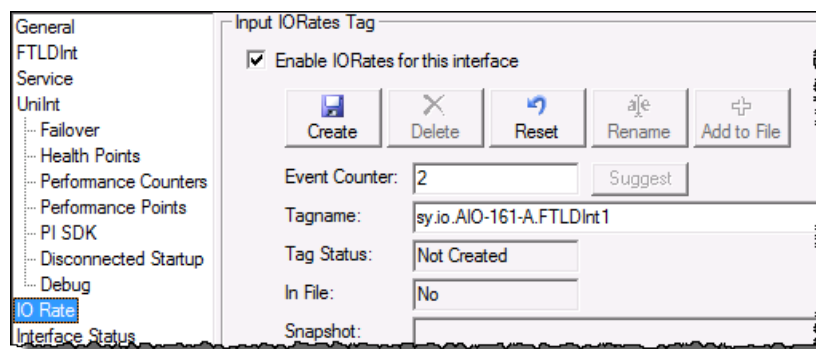 General
FTLDInt
Service
UniInt
Failover
Health Points
Performance Counters
Performance Points
PI SDK
Disconnected Startup
Debug
IO Rate
Interface Status
Input IORates Tag
Enable IORates for this interface
Create Delete Reset Rename Add to File
Event Counter: 2 Suggest
Tagname: sy.io.AIO-161-A.FTLDInt1
Tag Status: Not Created
In File: No
Snapshot: